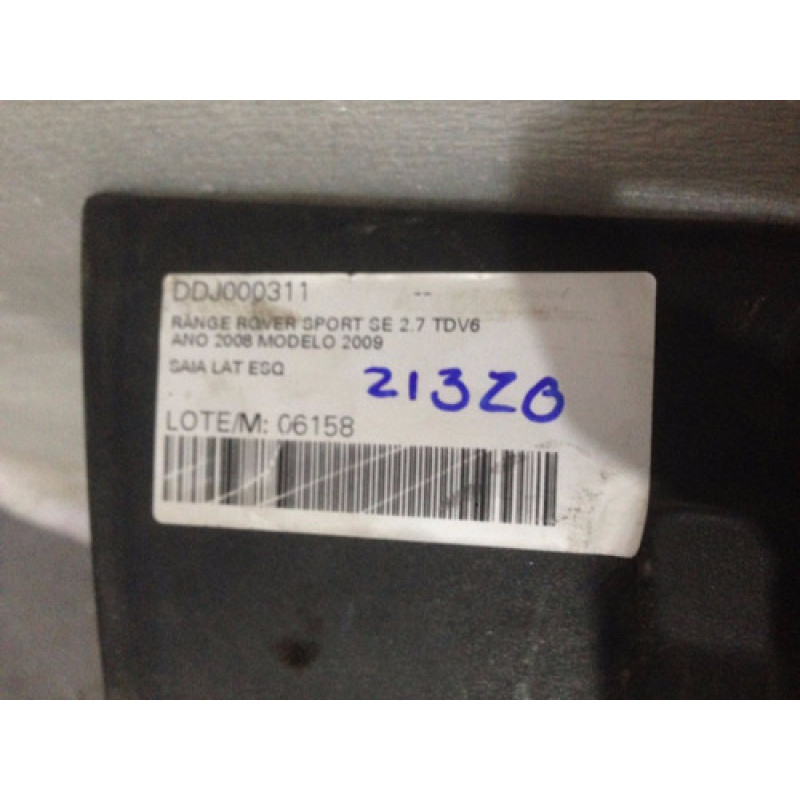 DDJ000311 --
RANGE ROVER SPORT SE 2.7 TDV6
ANO 2008 MODELO 2009
SAIA LAT ESQ
21320
LOTE/M: 06158